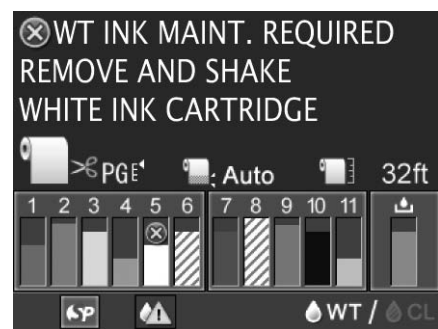 WT INK MAINT. REQUIRED
REMOVE AND SHAKE
WHITE INK CARTRIDGE
PGE : Auto 32ft
1 2 3 4 5 6 7 8 9 10 11
WT / CL